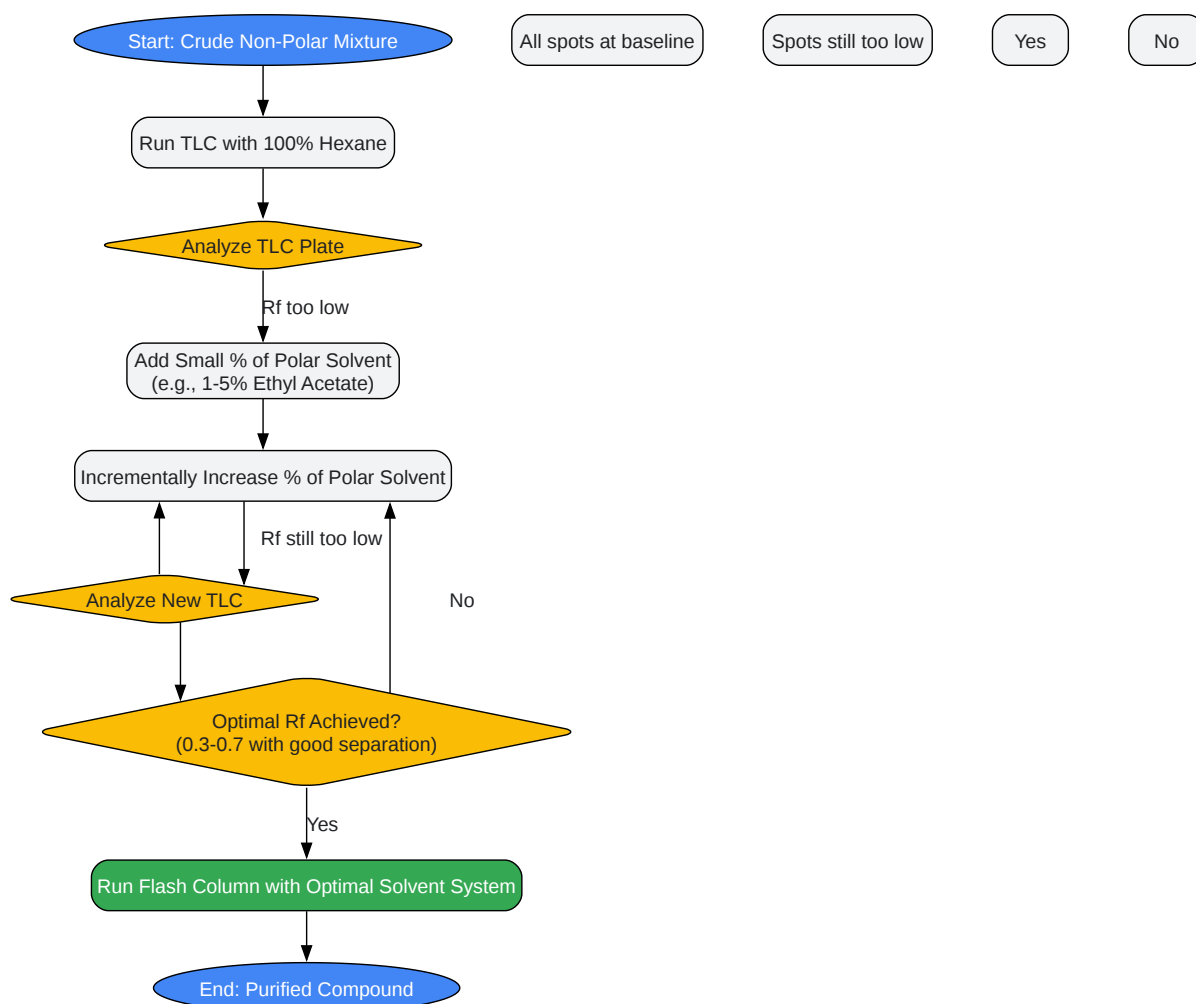 Start: Crude Non-Polar Mixture
All spots at baseline
Spots still too low
Yes
No
Run TLC with 100% Hexane
Analyze TLC Plate
Rf too low
Add Small % of Polar Solvent
(e.g., 1-5% Ethyl Acetate)
Incrementally Increase % of Polar Solvent
Rf still too low
Analyze New TLC
No
Optimal Rf Achieved?
(0.3-0.7 with good separation)
Yes
Run Flash Column with Optimal Solvent System
End: Purified Compound